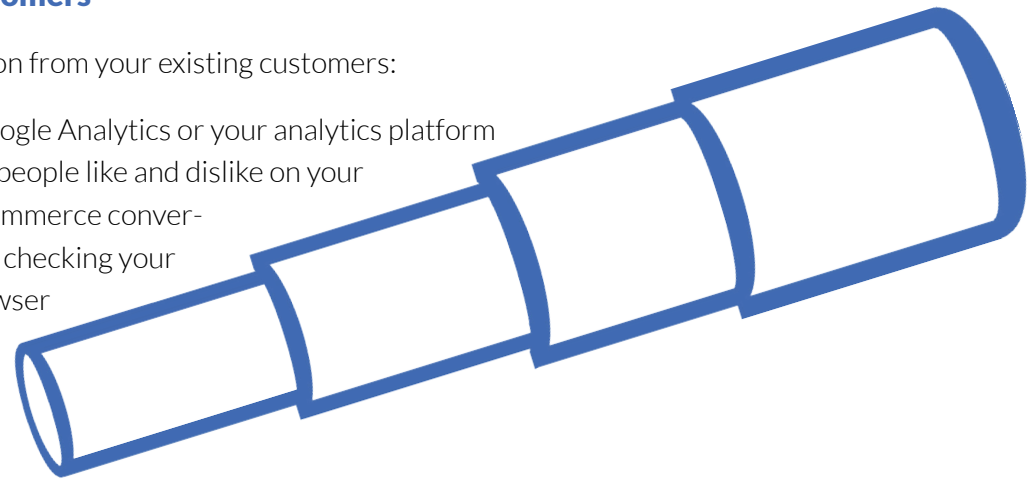 omers
on from your existing customers:
ogle Analytics or your analytics platform
people like and dislike on your
mmerce conver-
checking your
wser